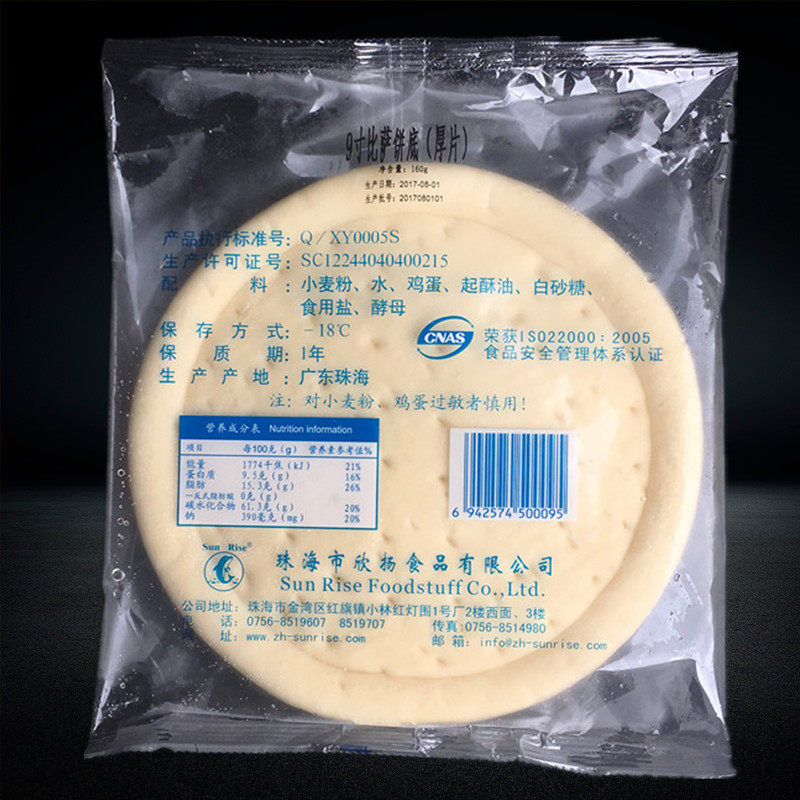 9寸比萨饼底（厚片）
净含量：160g
生产日期：2017-08-01
生产批号：2017080101
产品执行标准号：Q／XY0005S
生产许可证号：SC12244040400215
配 料：小麦粉、水、鸡蛋、起酥油、白砂糖、
食用盐、酵母
保存方式：－18℃
保质期：1年
生产产地：广东珠海
CNAS
荣获ISO22000：2005
食品安全管理体系认证
注：对小麦粉、鸡蛋过敏者慎用！
营养成分表 Nutrition information
项目 每100克（g） 营养素参考值%
能量 1774千焦（kJ） 21%
蛋白质 9.5克（g） 16%
脂肪 15.3克（g） 26%
—反式脂肪酸 0克（g）
碳水化合物 61.3克（g） 20%
钠 390毫克（mg） 20%
6 942574 500095
Sun Rise®
珠海市欣扬食品有限公司
Sun Rise Foodstuff Co.,Ltd.
公司地址：珠海市金湾区红旗镇小林红灯围1号厂2楼西面、3楼
电 话：0756-8519607 8519707 传真：0756-8514980
网 址：www.zh-sunrise.com 邮 箱：info@zh-sunrise.com